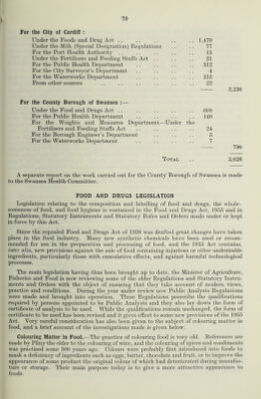 70
For the City of Cardiff :
Under the Foods and Drug Act .. 1,470
Under the Milk (Special Designation) Regulations 77
For the Port Health Authority
Under the Fertilisers and Feeding Stuffs Act 21
For the Public Health Department
For the City Surveyor's Department
For the Waterworks Department
From other sources
For the County Borough of Swansea :—
Under the Food and Drugs Act
For the Public Health Department
For the Weights and Measures Department—Under the
Fertilisers and Feeding Stuffs Act
For the Borough Engineer's Department
For the Waterworks Department
Total
A separate report on the work carried out for the County Borough of Swansea is made
to the Swansea Health Committee.
FOOD AND DRUGS LEGISLATION
Legislation relating to the composition and labelling of food and drugs, the whole-
someness of food, and food hygiene is contained in the Food and Drugs Act, 1955 and in
Regulations, Statutory Instruments and Statutory Rules and Orders made under or kept
in force by this Act.
Since the repealed Food and Drugs Act of 1938 was drafted great changes have taken
place in the food industry. Many new synthetic chemicals have been used or recom-
mended for use in the preparation and processing of food, and the 1955 Act contains,
inter alia, new provisions against the sale of food containing injurious or other undesirable
ingredients, particularly those with cumulative effects, and against harmful technological
processes.
The main legislation having thus been brought up to date, the Minister of Agriculture,
Fisheries and Food is now reviewing some of the older Regulations and Statutory Instru-
ments and Orders with the object of ensuring that they take account of modern views,
practice and conditions. During the year under review new Public Analysts Regulations
were made and brought into operation. These Regulations prescribe the qualifications
required by persons appointed to be Public Analysts and they also lay down the form of
certificate of analysis to be used. While the qualifications remain unchanged, the form of
certificate to be used has been revised and it gives effect to some new provisions of the 1955
Act. Very careful consideration has also been given to the subject of colouring matter in
food, and a brief account of the investigations made is given below.
Colouring Matter in Food.—The practice of colouring food is very old. References are
made by Pliny the elder to the colouring of wine, and the colouring of spices and condiments
was practised some 500 years ago. Colours were probably first introduced into foods to
mask a deficiency of ingredients such as eggs, butter, chocolate and fruit, or to improve the
appearance of some product the original colour of which had deteriorated during manufac-
ture or storage. Their main purpose today is to give a more attractive appearance to
foods.